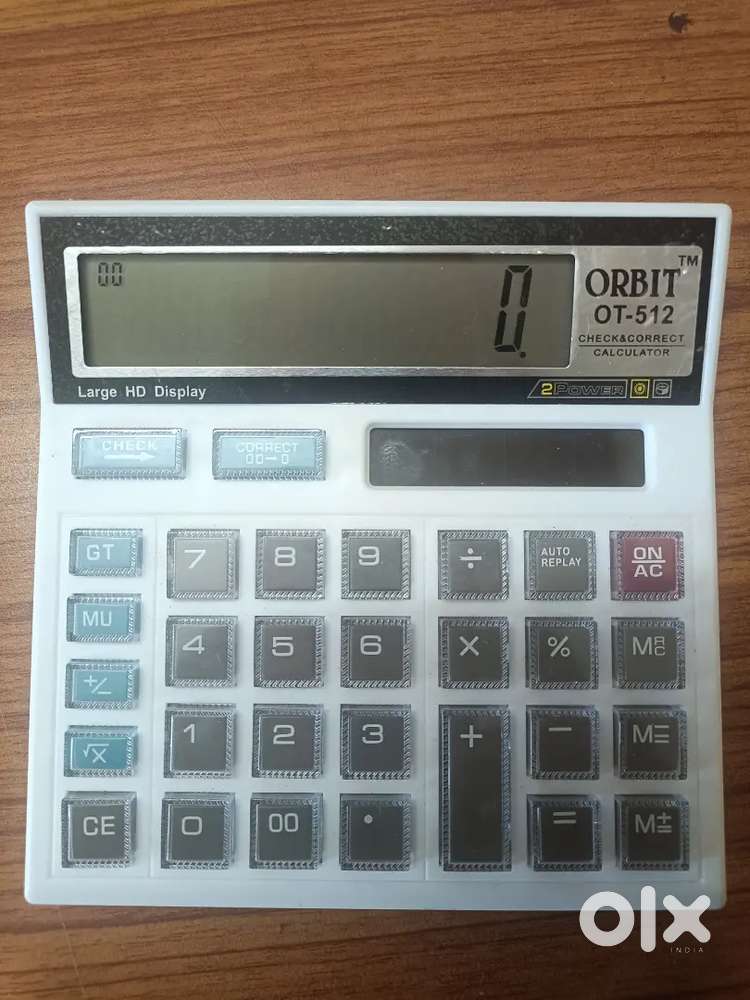 00
0.
ORBIT™
OT-512
CHECK&CORRECT
CALCULATOR
Large HD Display
2POWER
CHECK
CORRECT
00→0
GT
7
8
9
÷
AUTO
REPLAY
ON
AC
MU
4
5
6
×
%
MRC
+/−
1
2
3
+
−
M=
√X
CE
0
00
.
=
M±=
olx
INDIA